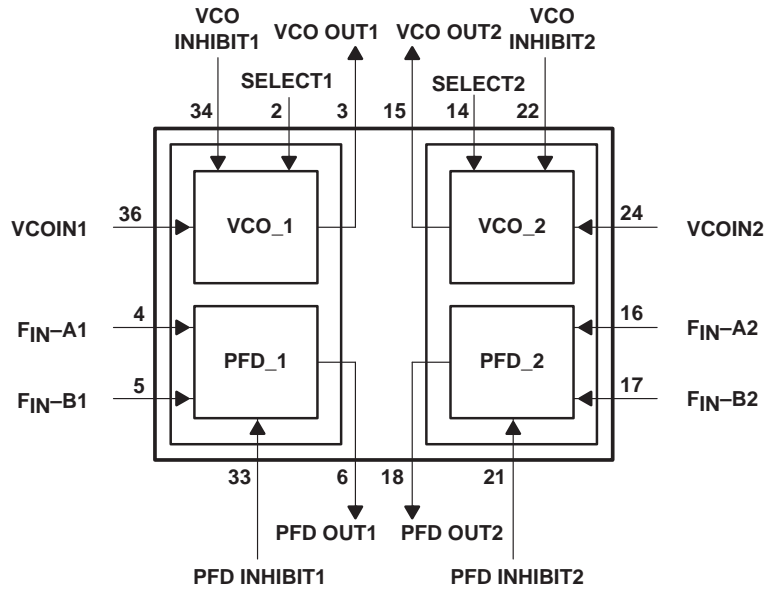 VCO
INHIBIT1
VCO OUT1
VCO OUT2
VCO
INHIBIT2
SELECT1
SELECT2
34
2
3
15
14
22
VCOIN1
36
VCO_1
VCO_2
24
VCOIN2
FIN–A1
4
16
FIN–A2
PFD_1
PFD_2
FIN–B1
5
17
FIN–B2
33
6
18
21
PFD OUT1
PFD OUT2
PFD INHIBIT1
PFD INHIBIT2